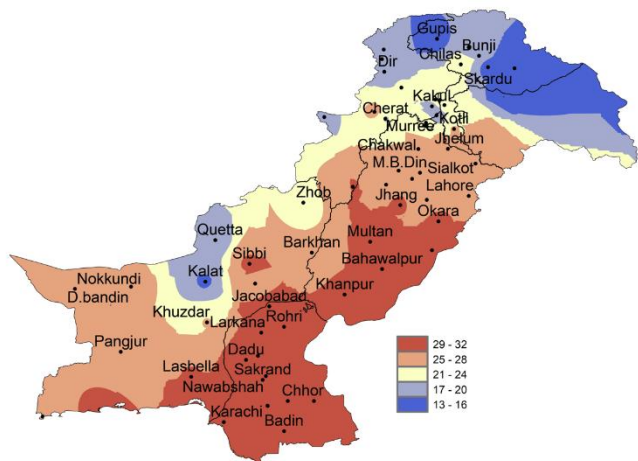 Gupis
Bunji
Chilas
Dir
Skardu
Kakul
Cherat
Kotli
Murree
Jhelum
Chakwal
M.B.Din
Sialkot
Lahore
Zhob
Jhang
Okara
Quetta
Multan
Barkhan
Sibbi
Bahawalpur
Kalat
Nokkundi
Khanpur
D.bandin
Jacobabad
Khuzdar
Larkana
Rohri
Pangjur
Dadu
Lasbella
Sakrand
Nawabshah
Chhor
Karachi
Badin
29 - 32
25 - 28
21 - 24
17 - 20
13 - 16